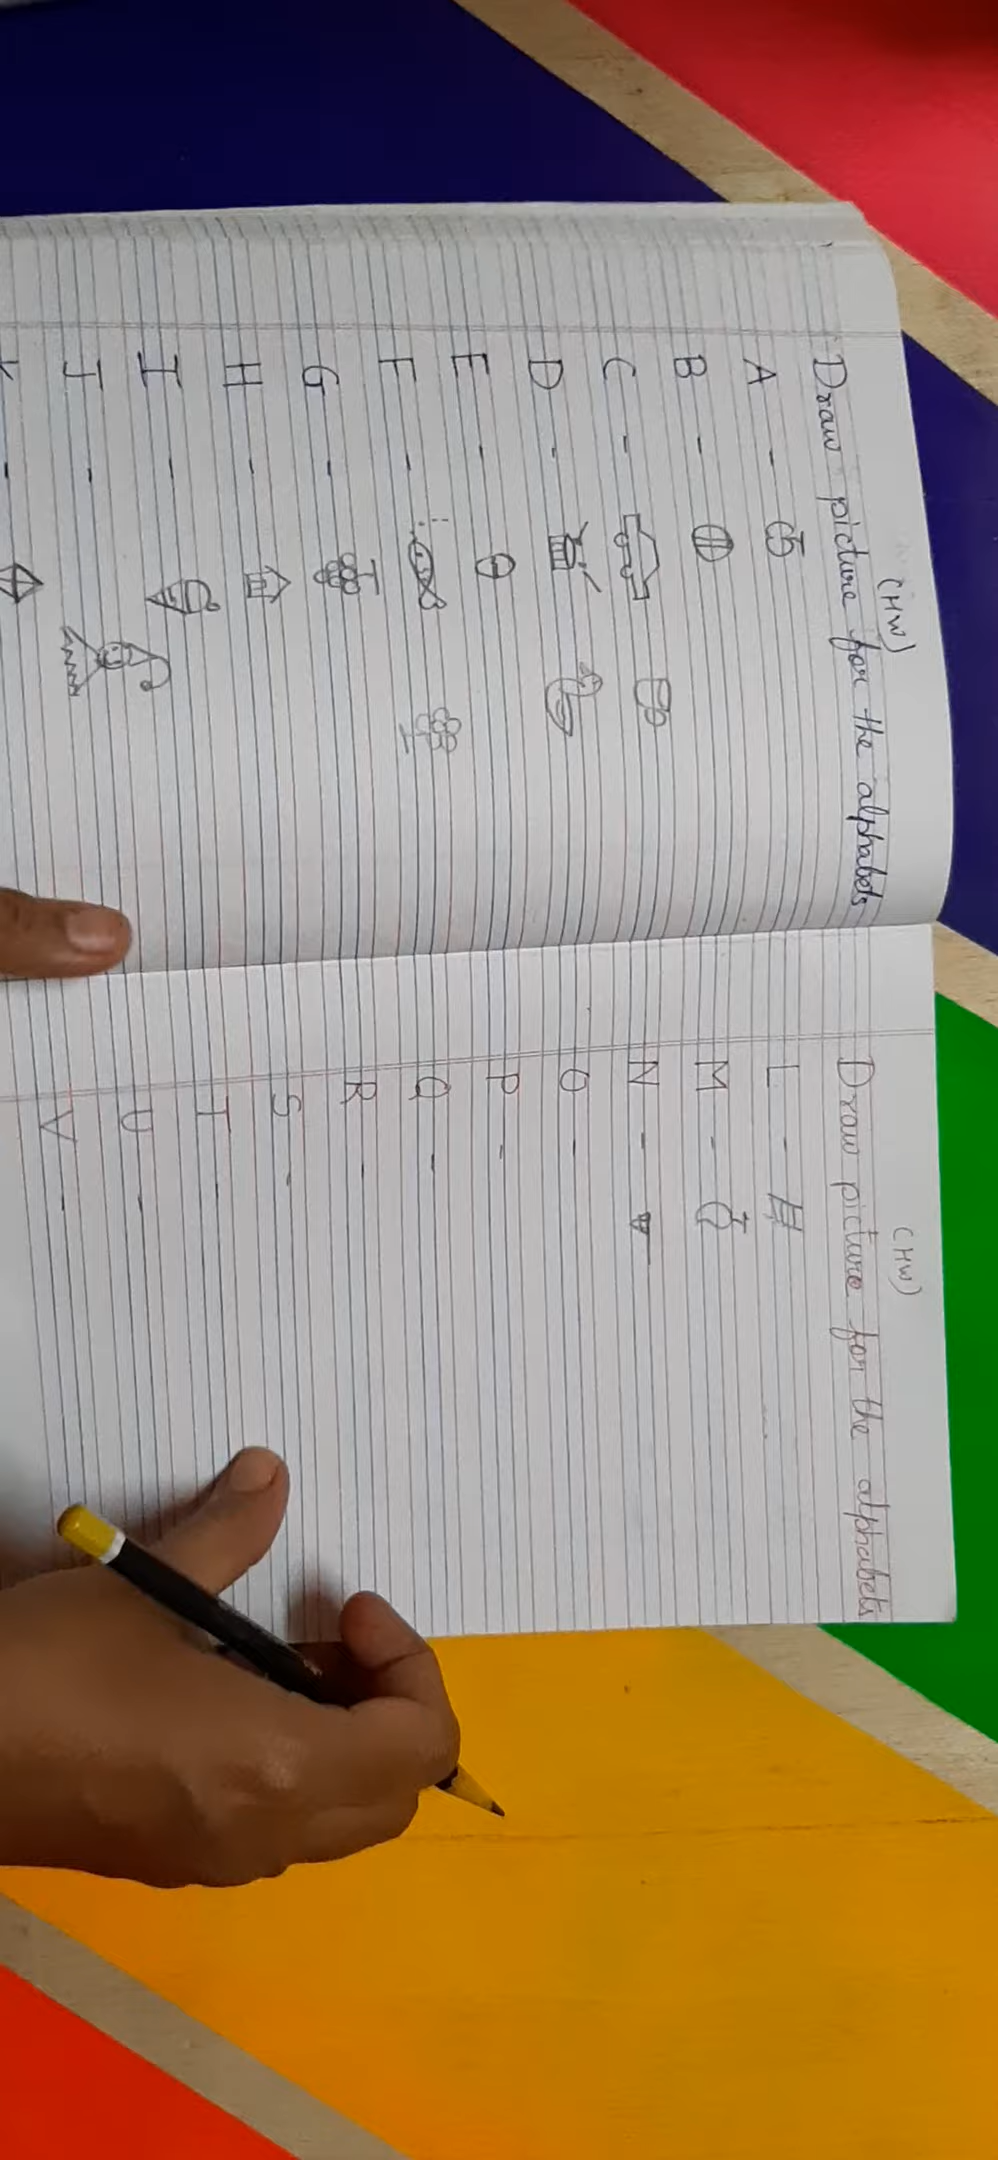 (HW)
Draw picture for the alphabets
A -
B -
C -
D -
E -
F -
G -
H -
I -
J -
K -
(HW)
Draw picture for the alphabets
L -
M -
N -
O -
P -
Q -
R -
S -
T -
U -
V -